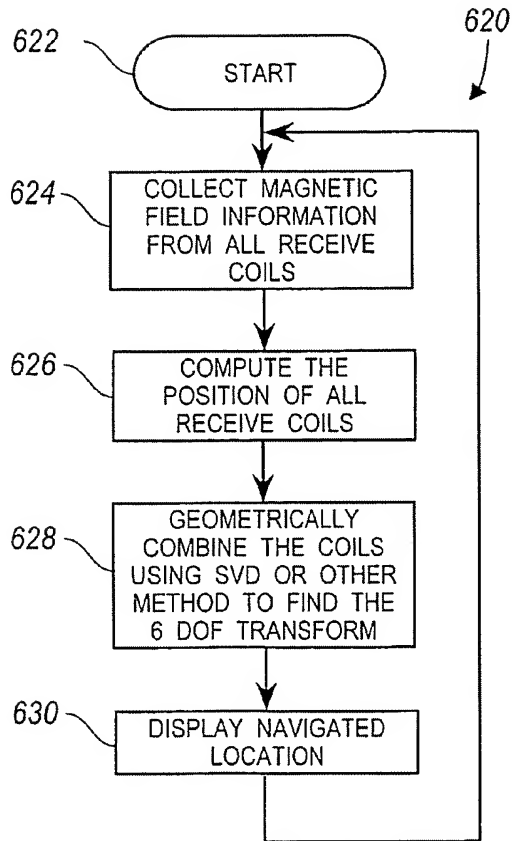 620
622
START
624
COLLECT MAGNETIC
FIELD INFORMATION
FROM ALL RECEIVE
COILS
626
COMPUTE THE
POSITION OF ALL
RECEIVE COILS
628
GEOMETRICALLY
COMBINE THE COILS
USING SVD OR OTHER
METHOD TO FIND THE
6 DOF TRANSFORM
630
DISPLAY NAVIGATED
LOCATION